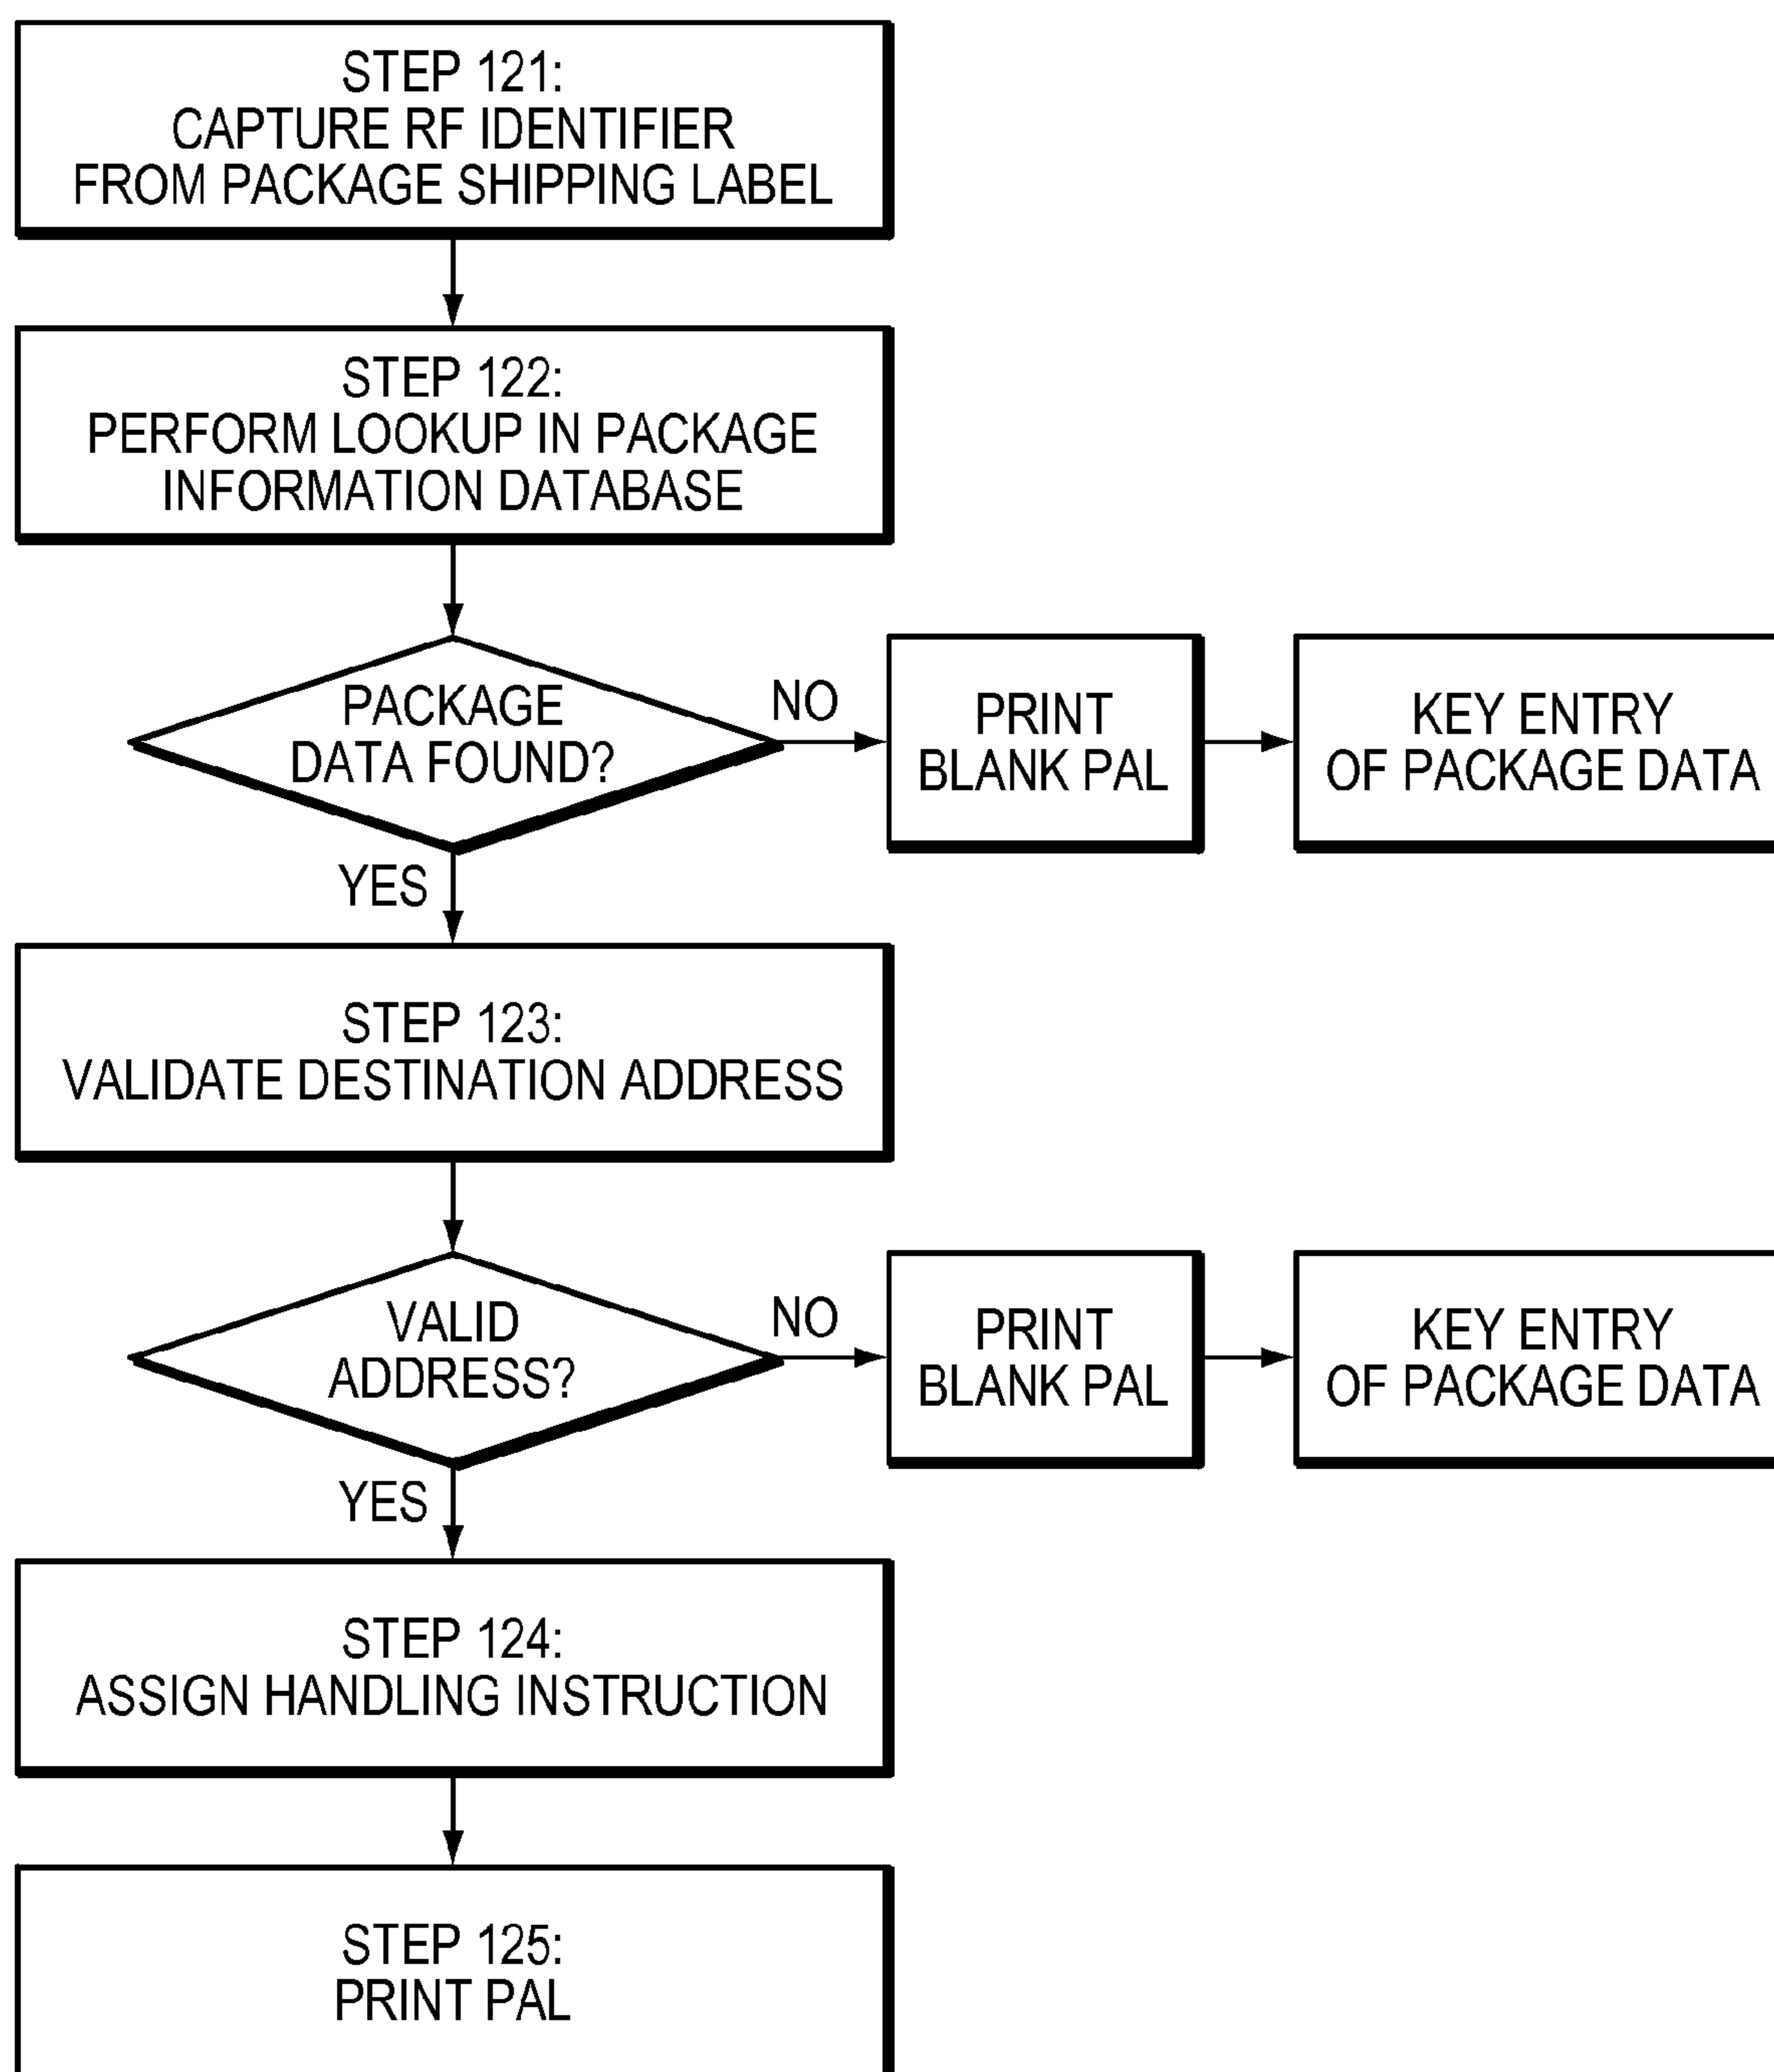 STEP 121:
CAPTURE RF IDENTIFIER
FROM PACKAGE SHIPPING LABEL
STEP 122:
PERFORM LOOKUP IN PACKAGE
INFORMATION DATABASE
PACKAGE
DATA FOUND?
NO
PRINT
BLANK PAL
KEY ENTRY
OF PACKAGE DATA
YES
STEP 123:
VALIDATE DESTINATION ADDRESS
VALID
ADDRESS?
NO
PRINT
BLANK PAL
KEY ENTRY
OF PACKAGE DATA
YES
STEP 124:
ASSIGN HANDLING INSTRUCTION
STEP 125:
PRINT PAL